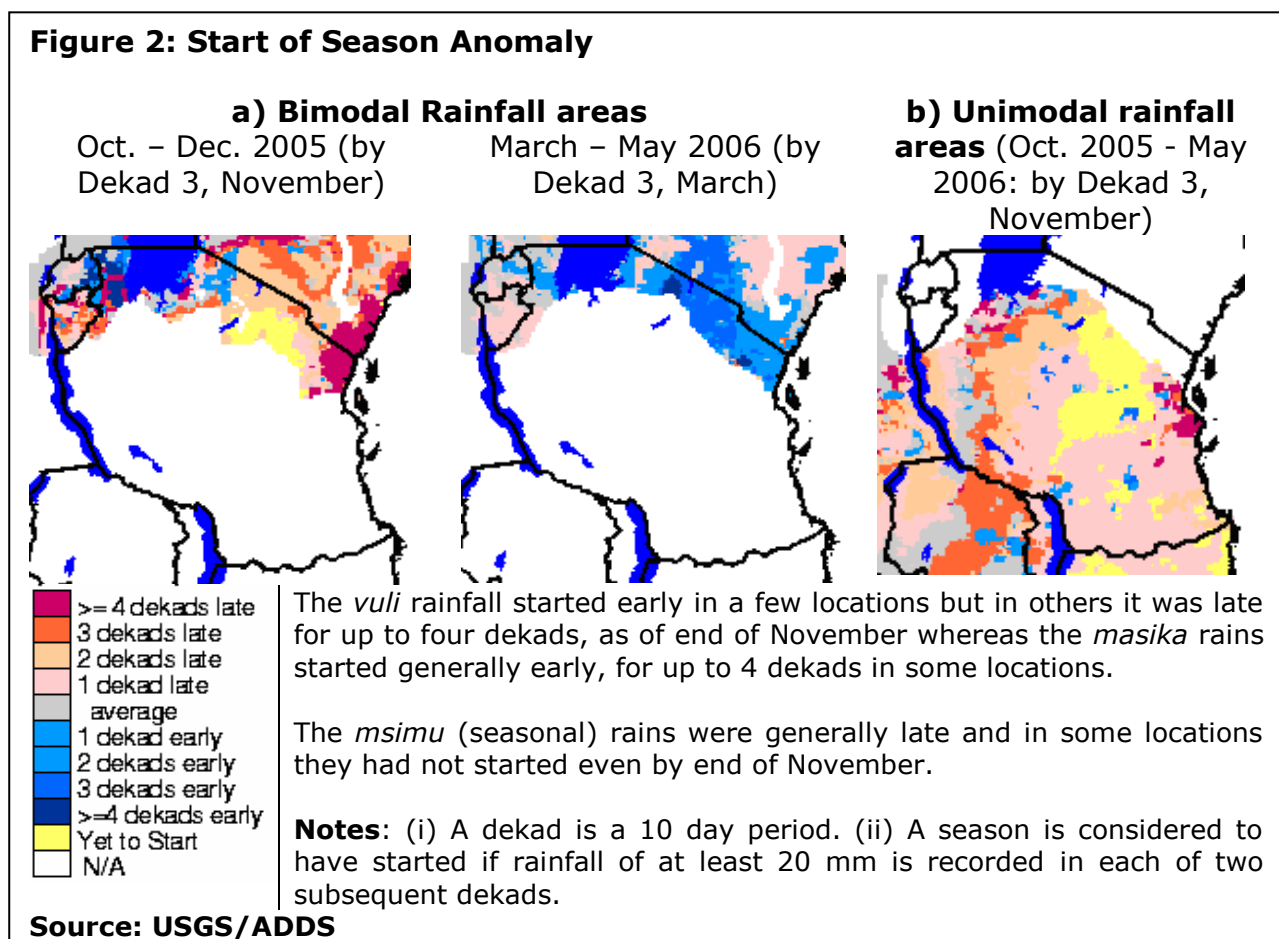 Figure 2: Start of Season Anomaly
a) Bimodal Rainfall areas
Oct. – Dec. 2005 (by
Dekad 3, November)
March – May 2006 (by
Dekad 3, March)
b) Unimodal rainfall
areas (Oct. 2005 - May
2006: by Dekad 3,
November)
>= 4 dekads late
3 dekads late
2 dekads late
1 dekad late
average
1 dekad early
2 dekads early
3 dekads early
>=4 dekads early
Yet to Start
N/A
The vuli rainfall started early in a few locations but in others it was late
for up to four dekads, as of end of November whereas the masika rains
started generally early, for up to 4 dekads in some locations.
The msimu (seasonal) rains were generally late and in some locations
they had not started even by end of November.
Notes: (i) A dekad is a 10 day period. (ii) A season is considered to
have started if rainfall of at least 20 mm is recorded in each of two
subsequent dekads.
Source: USGS/ADDS